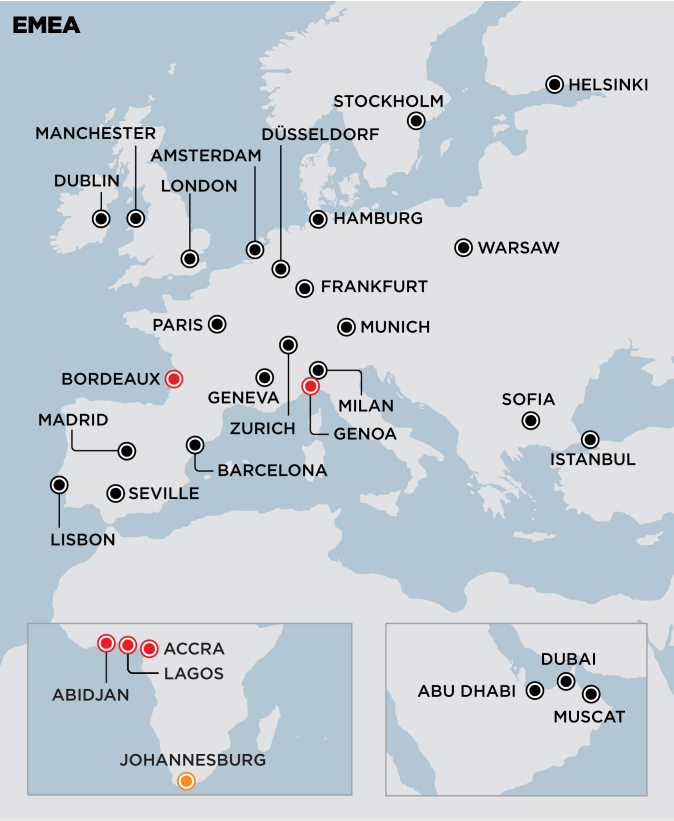 EMEA
HELSINKI
STOCKHOLM
MANCHESTER
DÜSSELDORF
AMSTERDAM
DUBLIN
LONDON
HAMBURG
WARSAW
FRANKFURT
PARIS
MUNICH
BORDEAUX
GENEVA
MILAN
SOFIA
MADRID
ZURICH
GENOA
ISTANBUL
BARCELONA
SEVILLE
LISBON
ACCRA
LAGOS
ABIDJAN
JOHANNESBURG
DUBAI
ABU DHABI
MUSCAT